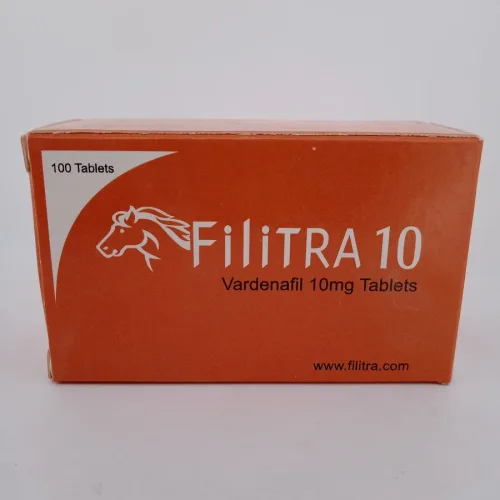 100 Tablets
FiliTRA 10
Vardenafil 10mg Tablets
www.filitra.com